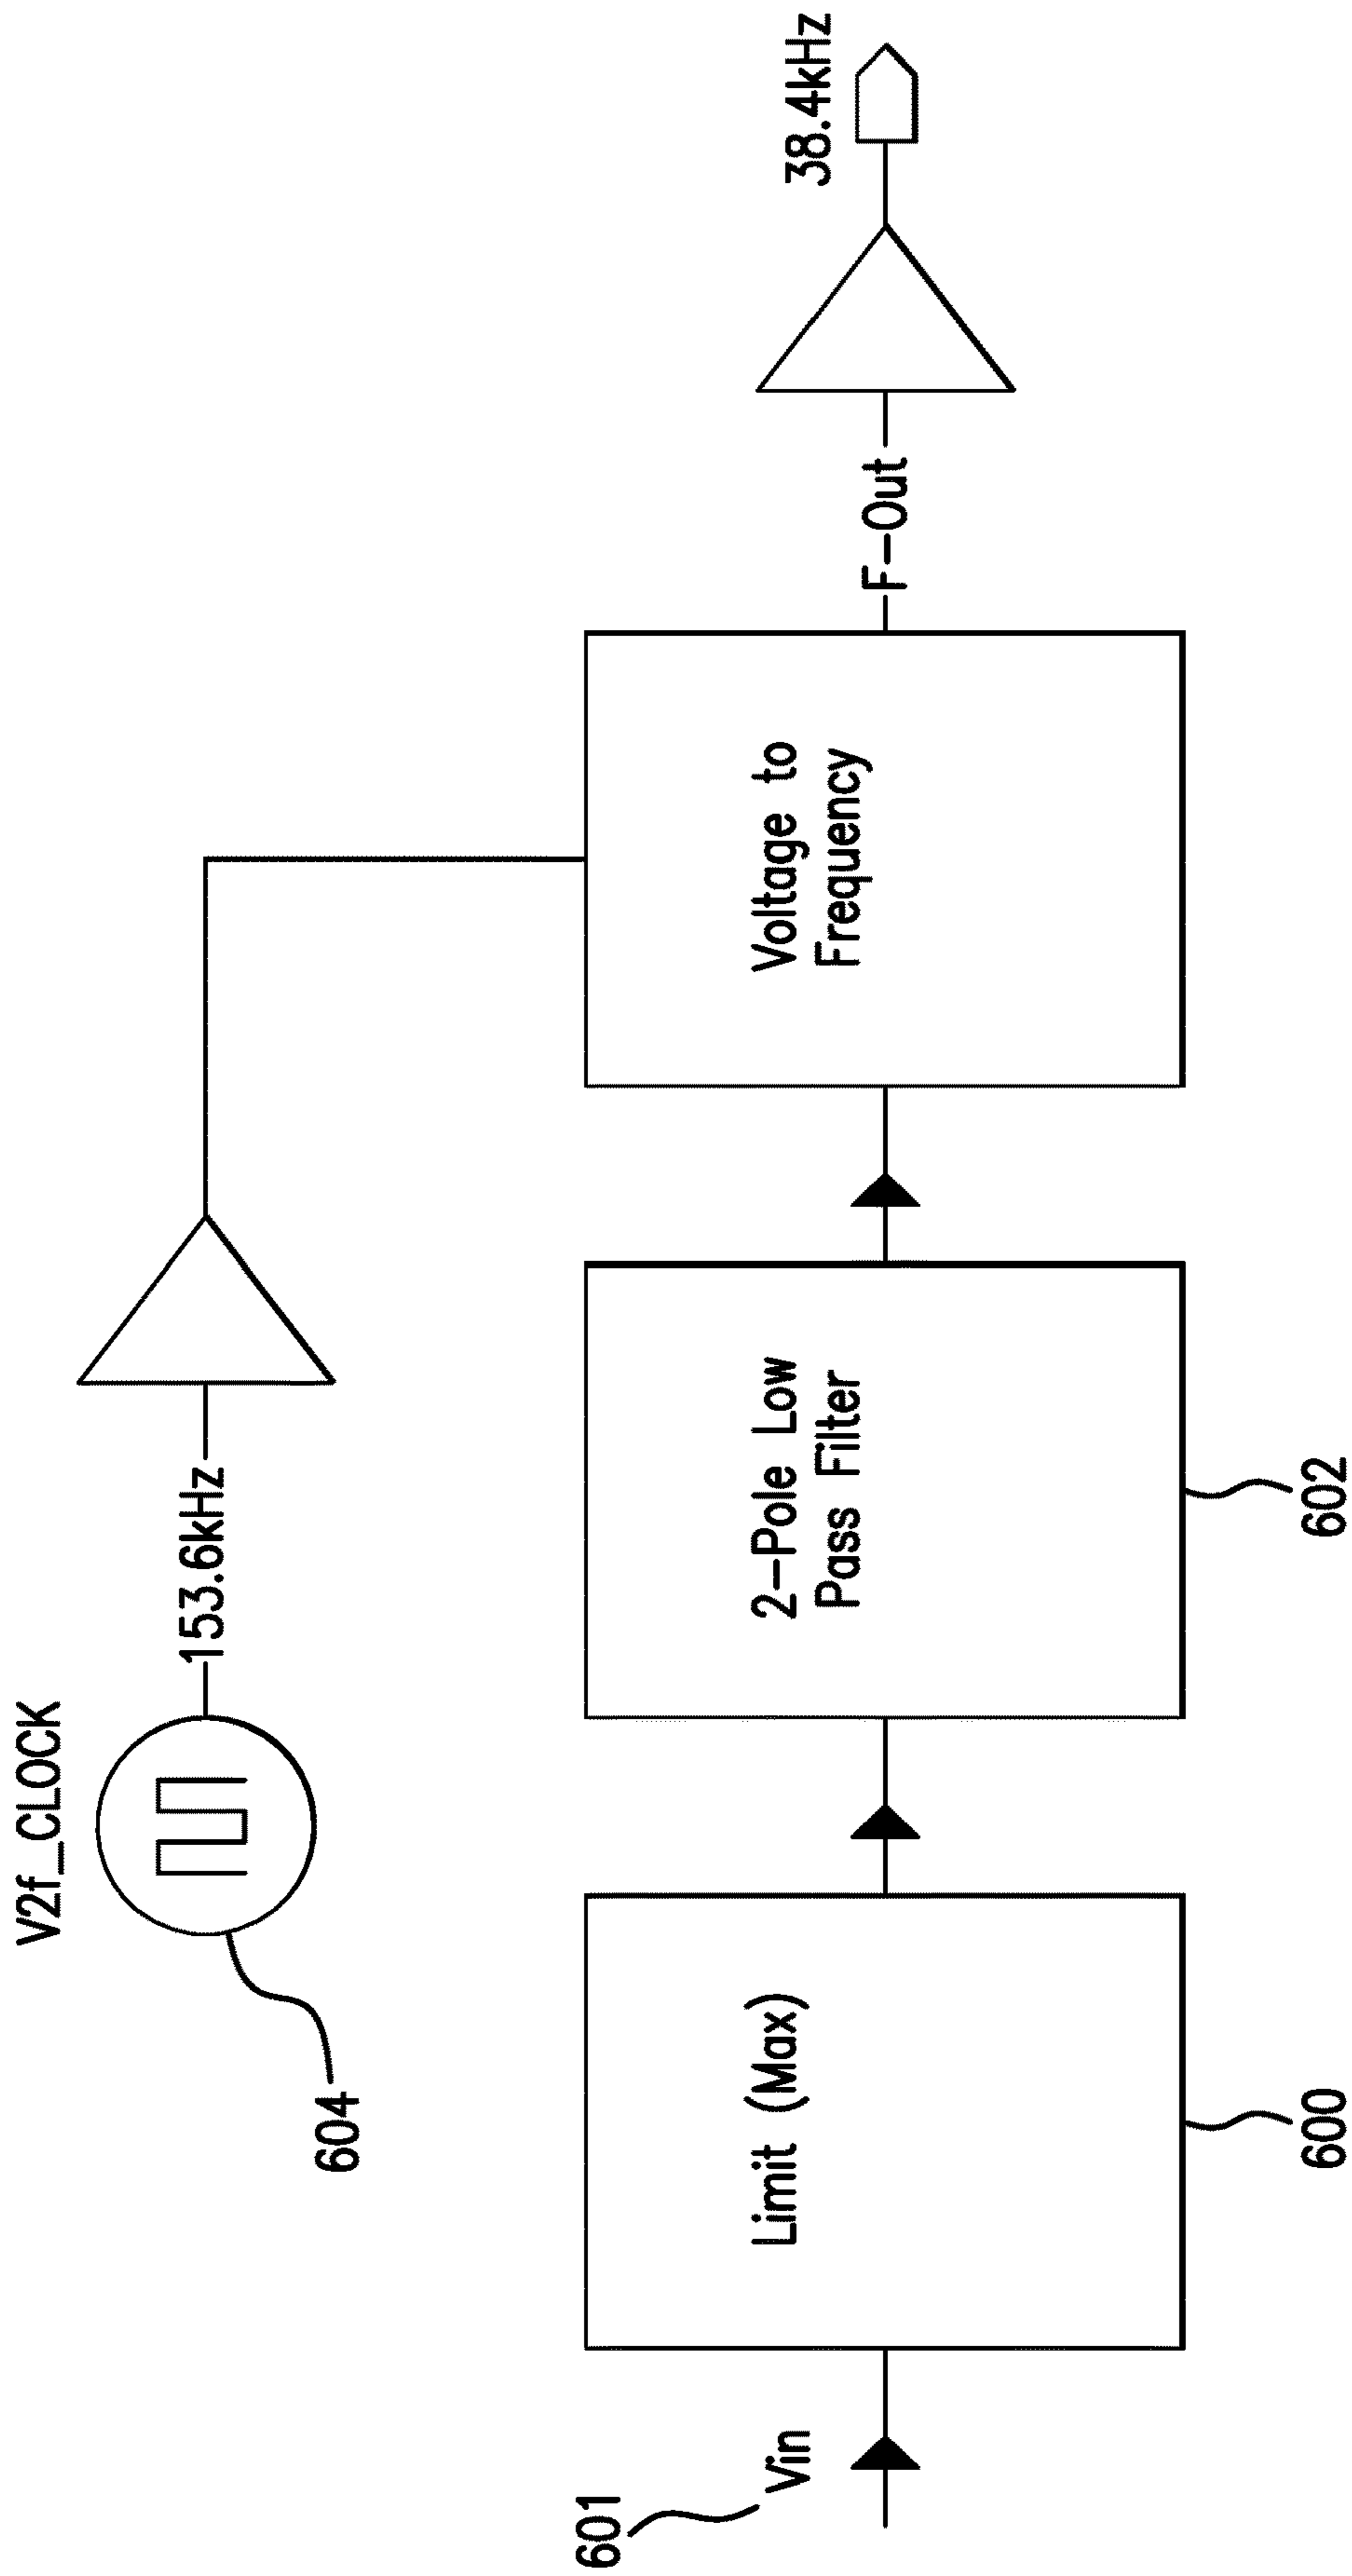 V2f_CLOCK
153.6kHz
604
601
Vin
Limit (Max)
600
2-Pole Low
Pass Filter
602
Voltage to
Frequency
F-Out
38.4kHz